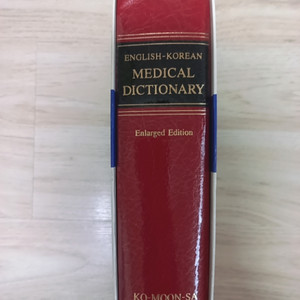 ENGLISH-KOREAN
MEDICAL
DICTIONARY
Enlarged Edition
KO-MOON-SA